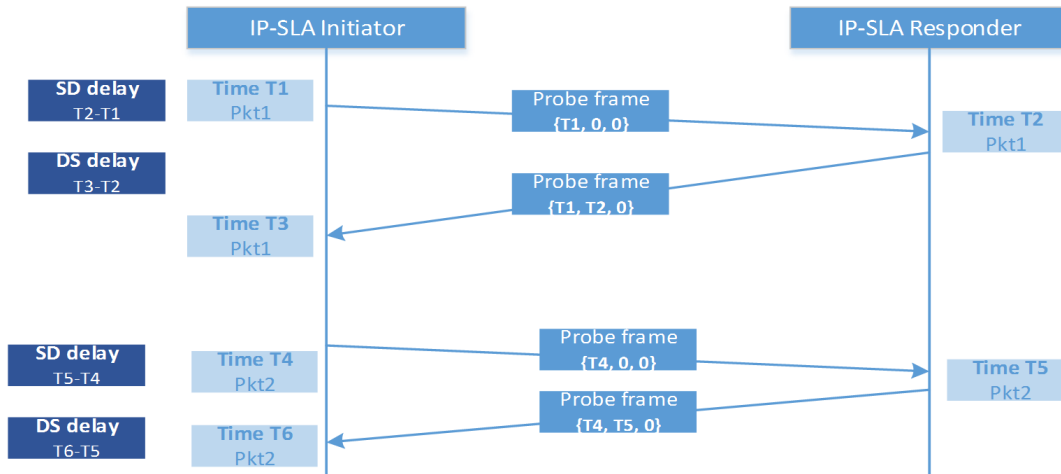 IP-SLA Initiator
IP-SLA Responder
SD delay
T2-T1
Time T1
Pkt1
Probe frame
{T1, 0, 0}
Time T2
Pkt1
DS delay
T3-T2
Probe frame
{T1, T2, 0}
Time T3
Pkt1
SD delay
T5-T4
Time T4
Pkt2
Probe frame
{T4, 0, 0}
Time T5
Pkt2
DS delay
T6-T5
Time T6
Pkt2
Probe frame
{T4, T5, 0}